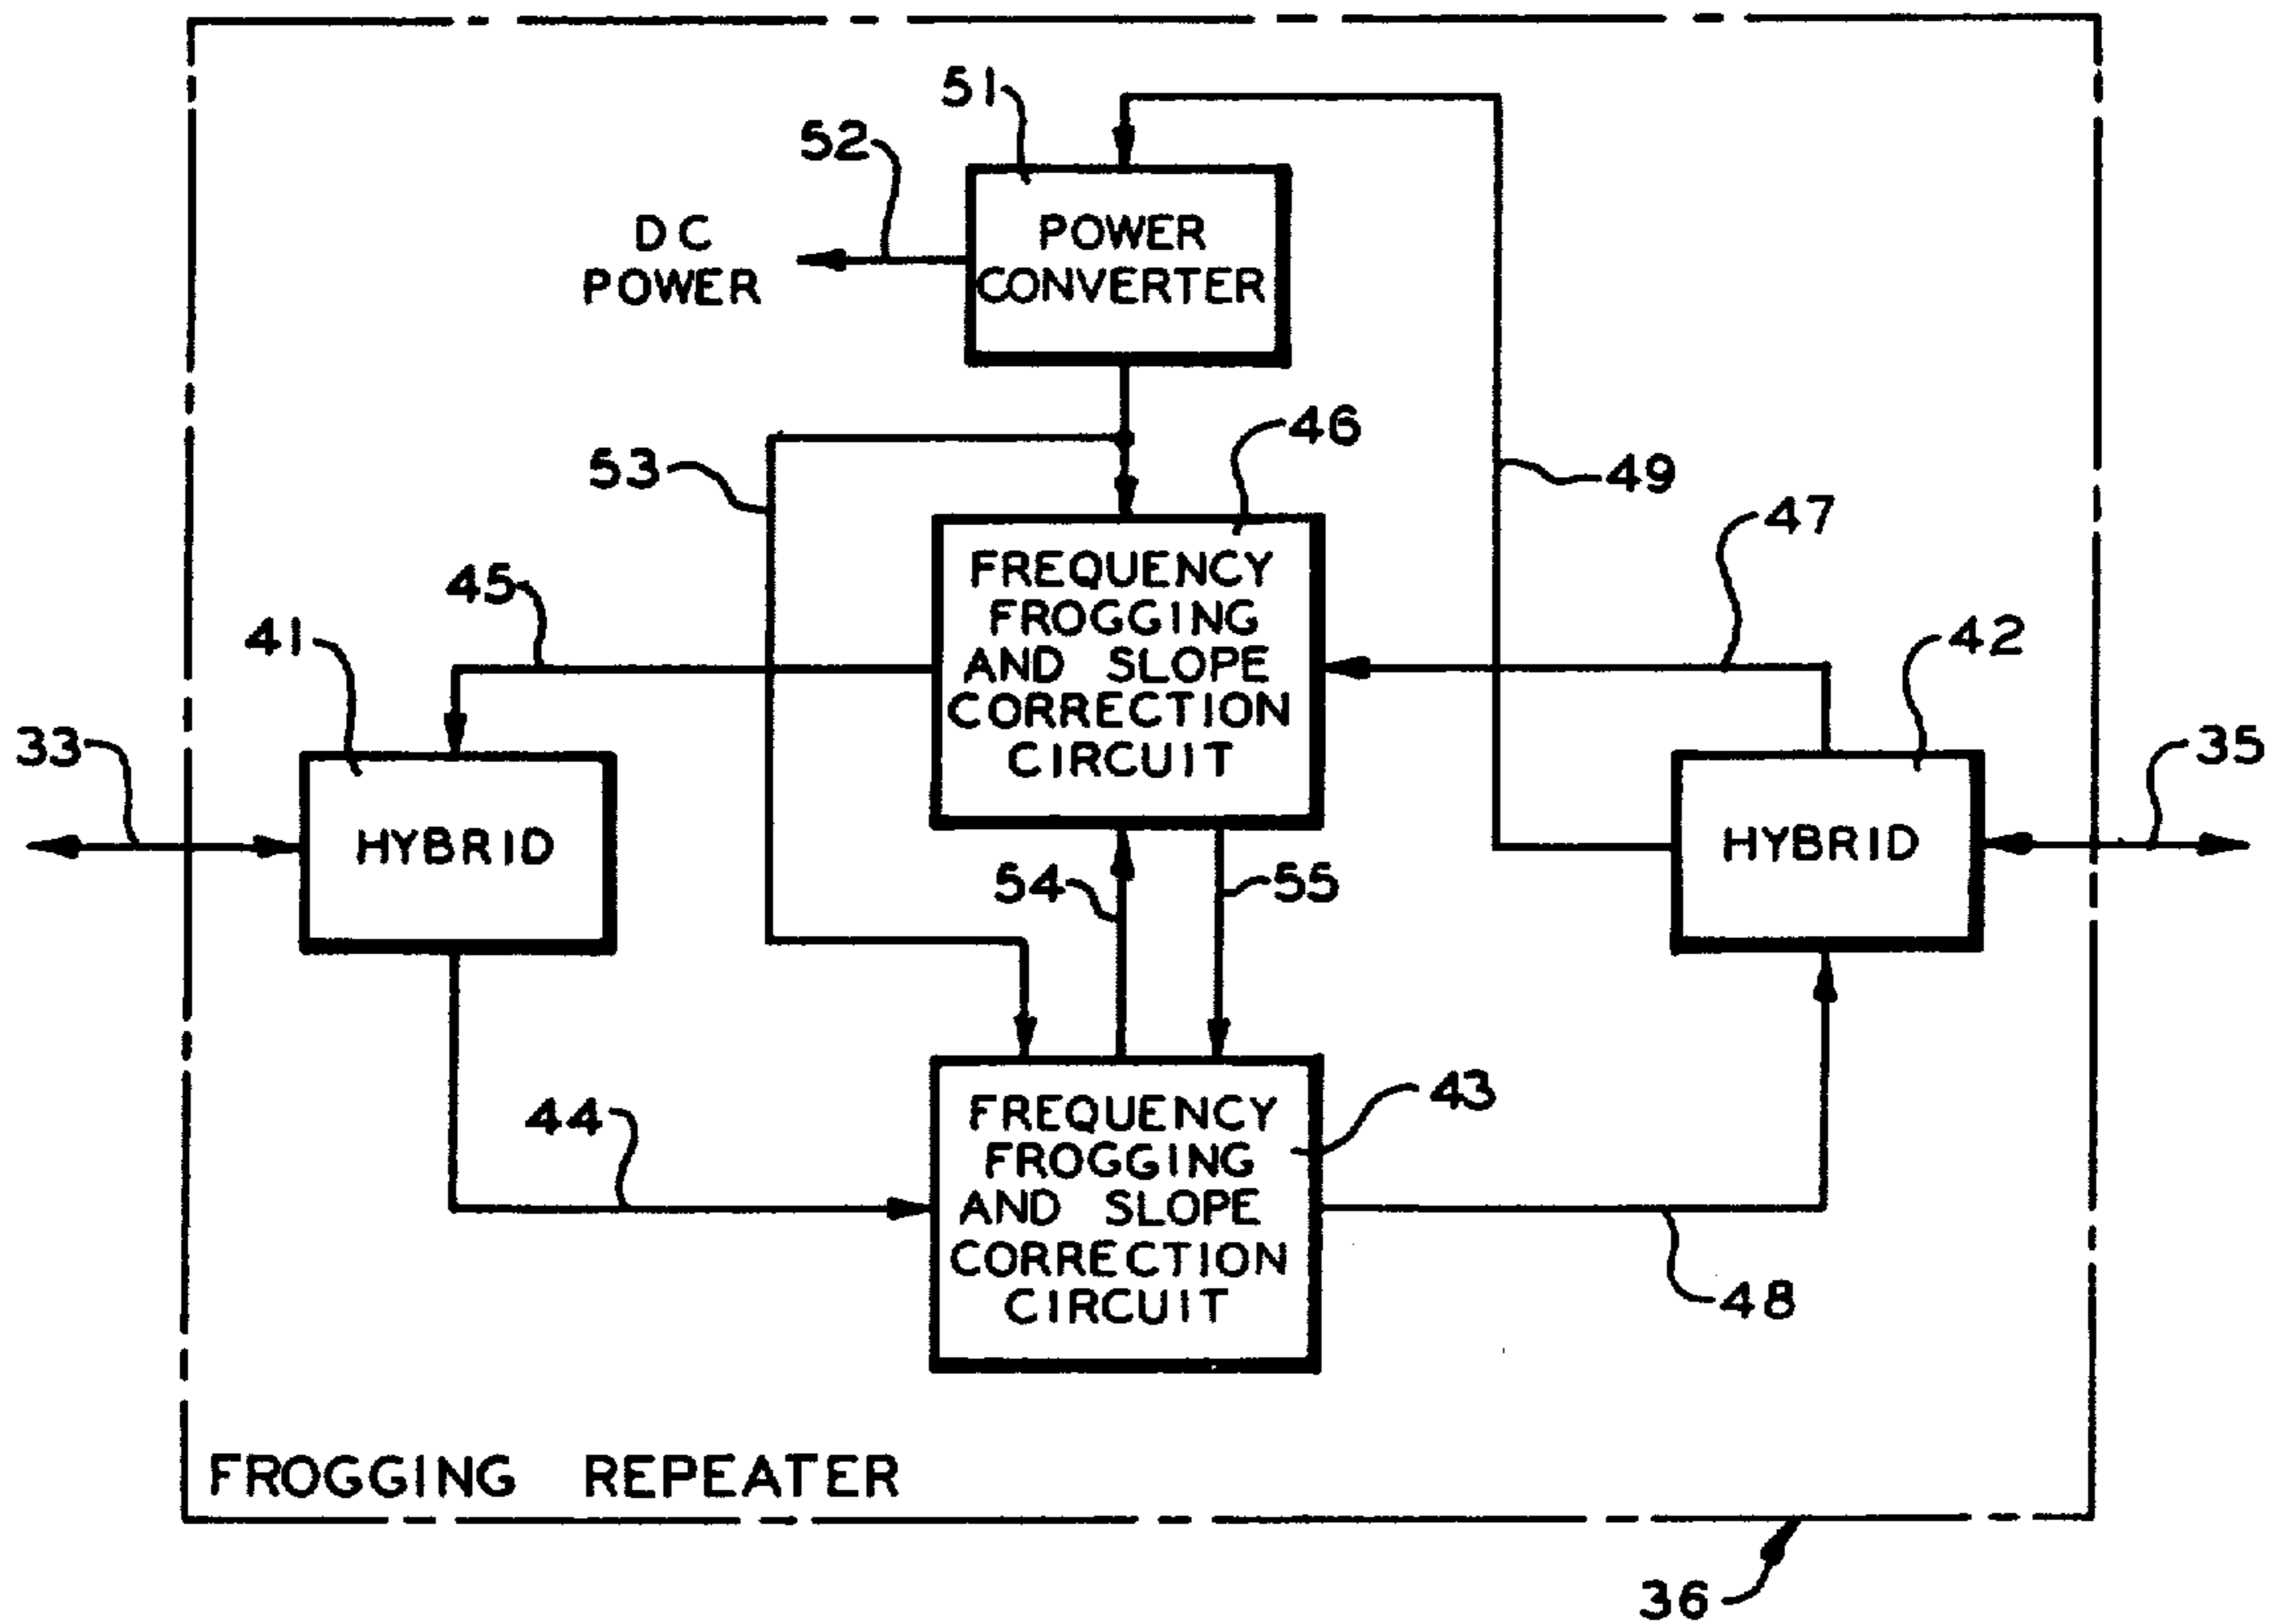 51
52
DC
POWER
POWER
CONVERTER
46
53
49
47
FREQUENCY
FROGGING
AND SLOPE
CORRECTION
CIRCUIT
45
41
42
33
35
HYBRID
HYBRID
54
55
44
43
FREQUENCY
FROGGING
AND SLOPE
CORRECTION
CIRCUIT
48
FROGGING REPEATER
36